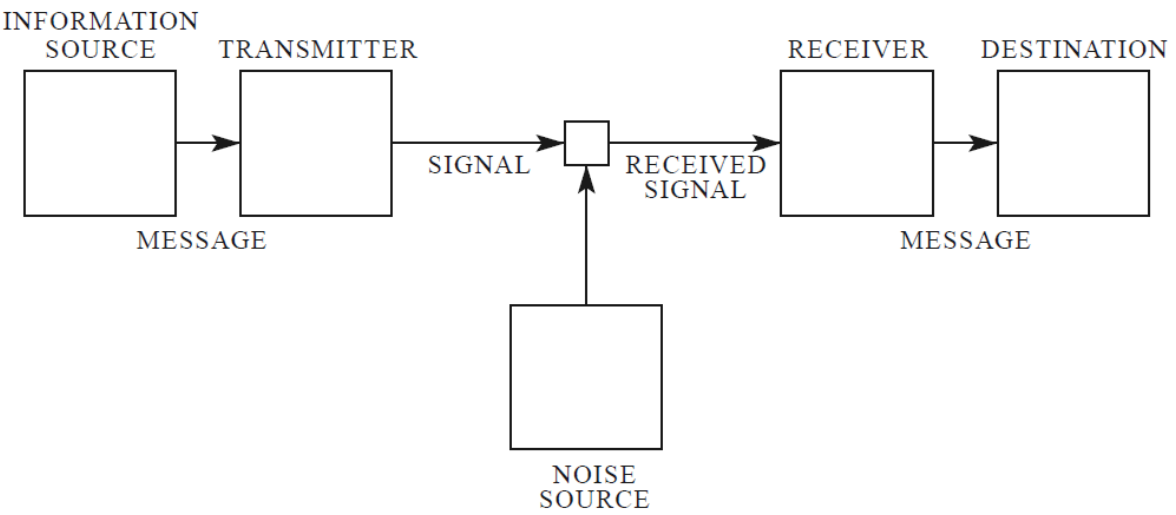 INFORMATION
SOURCE
TRANSMITTER
RECEIVER
DESTINATION
SIGNAL
RECEIVED
SIGNAL
MESSAGE
MESSAGE
NOISE
SOURCE